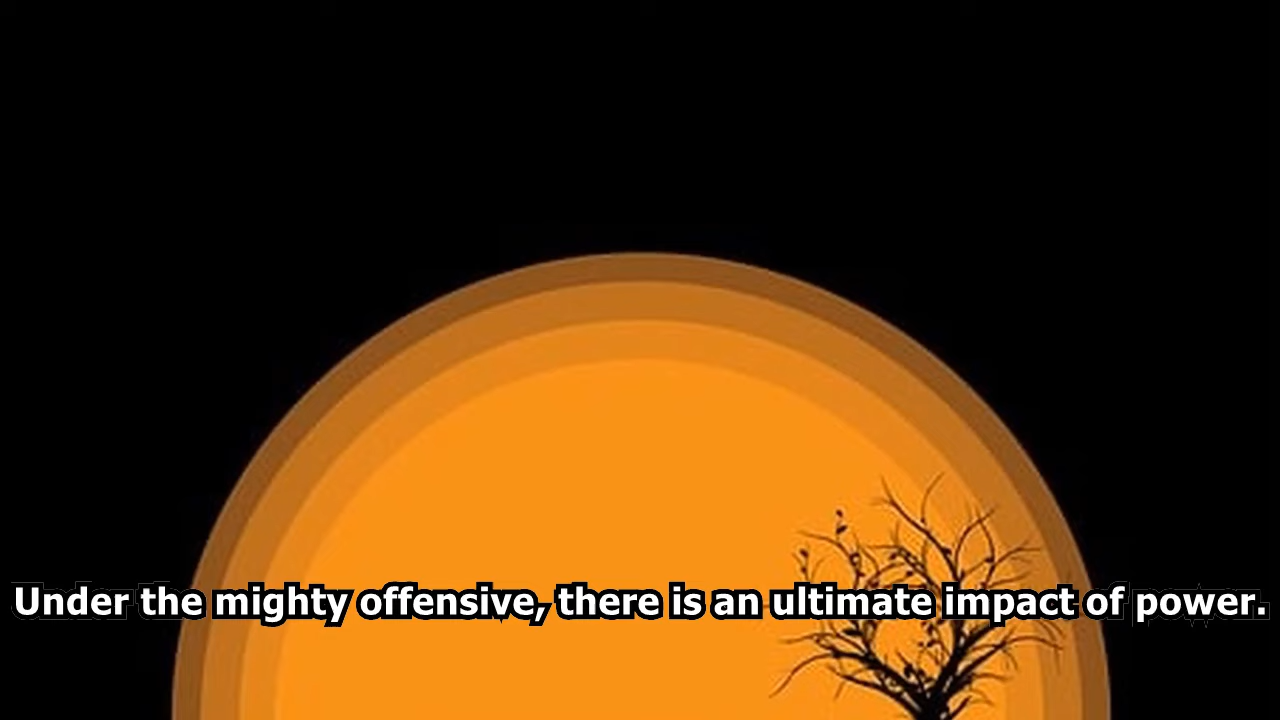 Under the mighty offensive, there is an ultimate impact of power.